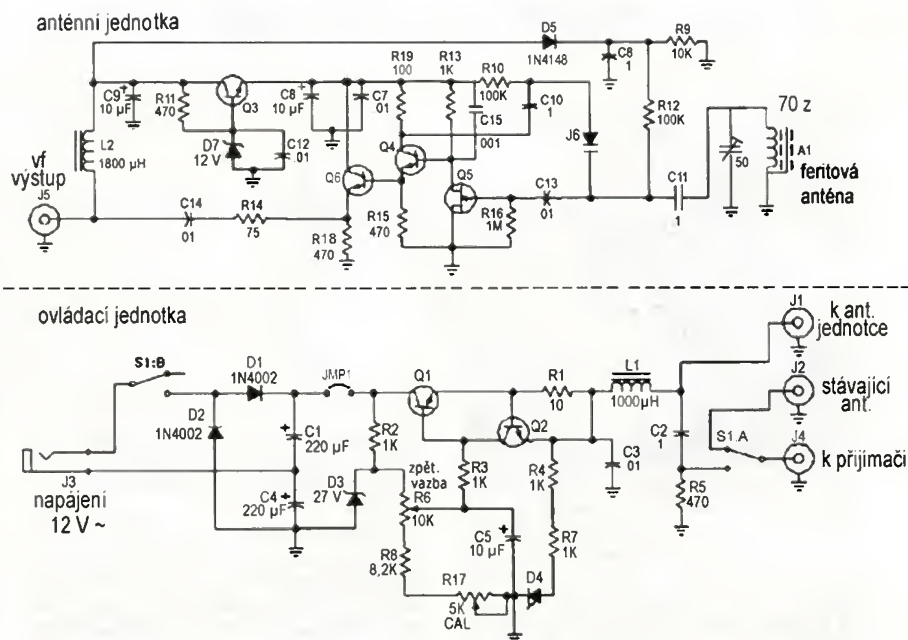 anténní jednotka
D5
1N4148
C8
1
R9
10K
C9
10 µF
R11
470
Q3
C8
10 µF
C7
01
R19
100
R13
1K
R10
100K
C10
1
R12
100K
70 z
L2
1800 µH
D7
12 V
C12
.01
Q4
C15
001
J6
C11
1
50
A1
feritová
anténa
vf
výstup
J5
Q6
Q5
C13
01
C14
01
R14
75
R18
470
R15
470
R16
1M
ovládací jednotka
J1
k ant.
jednotce
S1:B
D1
1N4002
JMP1
Q1
R1
10
L1
1000µH
J2
stávající
ant.
D2
1N4002
C1
220 µF
R2
1K
Q2
C2
1
S1.A
J4
k přijímači
J3
napájení
12 V ~
C4
220 µF
D3
27 V
zpět.
vazba
R6
10K
R3
1K
R4
1K
C3
01
R5
470
R8
8,2K
C5
10 µF
R7
1K
R17
5K
CAL
D4